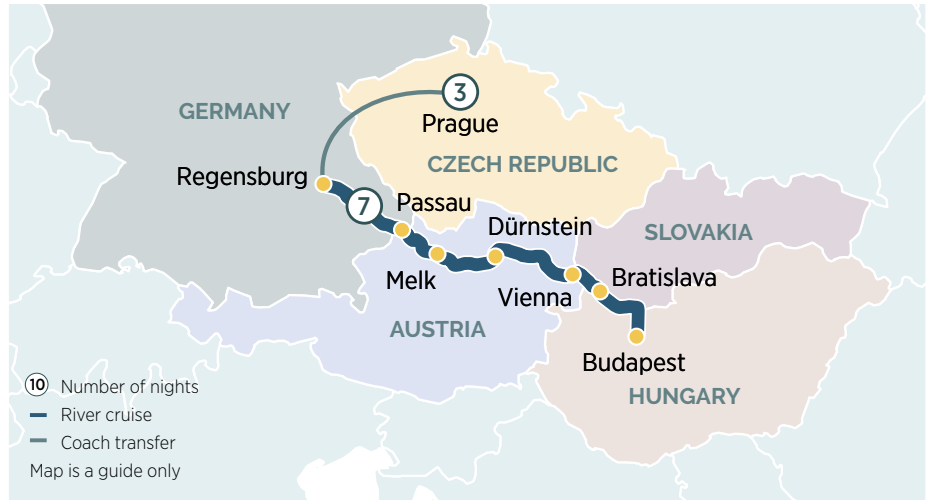 GERMANY
3
Prague
CZECH REPUBLIC
Regensburg
7
Passau
Dürnstein
SLOVAKIA
Melk
Vienna
Bratislava
AUSTRIA
Budapest
HUNGARY
10 Number of nights
River cruise
Coach transfer
Map is a guide only